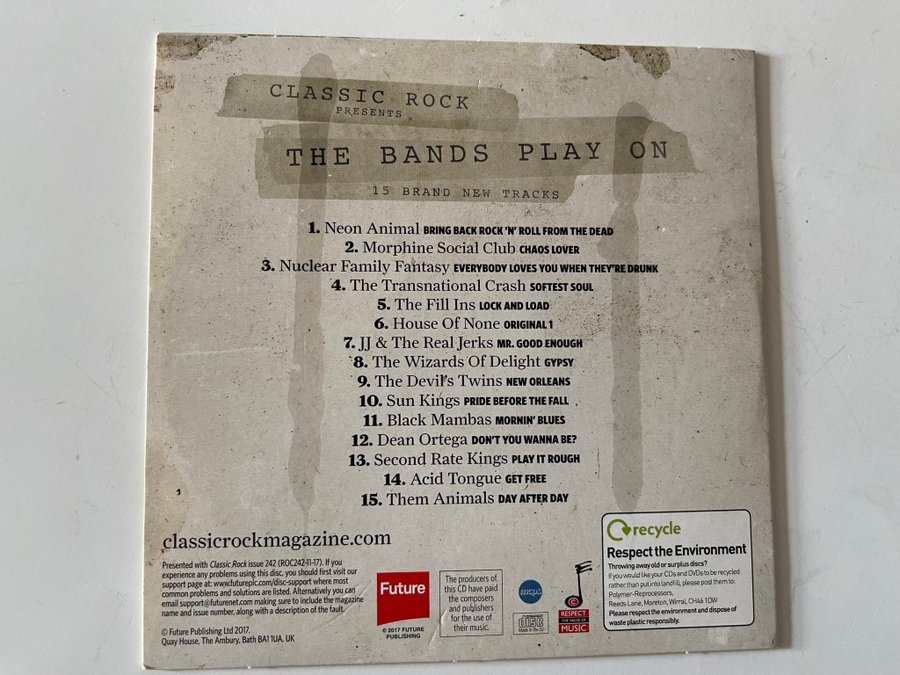 CLASSIC ROCK
PRESENTS
THE BANDS PLAY ON
15 BRAND NEW TRACKS
1. Neon Animal BRING BACK ROCK 'N' ROLL FROM THE DEAD
2. Morphine Social Club CHAOS LOVER
3. Nuclear Family Fantasy EVERYBODY LOVES YOU WHEN THEY'RE DRUNK
4. The Transnational Crash SOFTEST SOUL
5. The Fill Ins LOCK AND LOAD
6. House Of None ORIGINAL 1
7. JJ & The Real Jerks MR. GOOD ENOUGH
8. The Wizards Of Delight GYPSY
9. The Devil's Twins NEW ORLEANS
10. Sun Kings PRIDE BEFORE THE FALL
11. Black Mambas MORNIN' BLUES
12. Dean Ortega DON'T YOU WANNA BE?
13. Second Rate Kings PLAY IT ROUGH
14. Acid Tongue GET FREE
15. Them Animals DAY AFTER DAY
classicrockmagazine.com
Presented with Classic Rock issue 242 (ROC242-11-17). If you
experience any problems using this disc, you should first visit our
support page at: www.futureplc.com/disc-support where most
common problems and solutions are listed. Alternatively you can
email support@futurenet.com making sure to include the magazine
name and issue number, along with a description of the fault.
© Future Publishing Ltd 2017.
Quay House, The Ambury, Bath BA1 1UA, UK
Future
© 2017 FUTURE
PUBLISHING
The producers of
this CD have paid
the composers
and publishers
for the use of
their music.
mcps
disc
Made in the EU
RESPECT
THE VALUE OF
MUSIC
recycle
Respect the Environment
Throwing away old or surplus discs?
If you would like your CDs and DVDs to be recycled
rather than put into landfill, please post them to:
Polymer-Reprocessors,
Reeds Lane, Moreton, Wirral, CH46 1DW
Please respect the environment and dispose of
waste plastic responsibly.